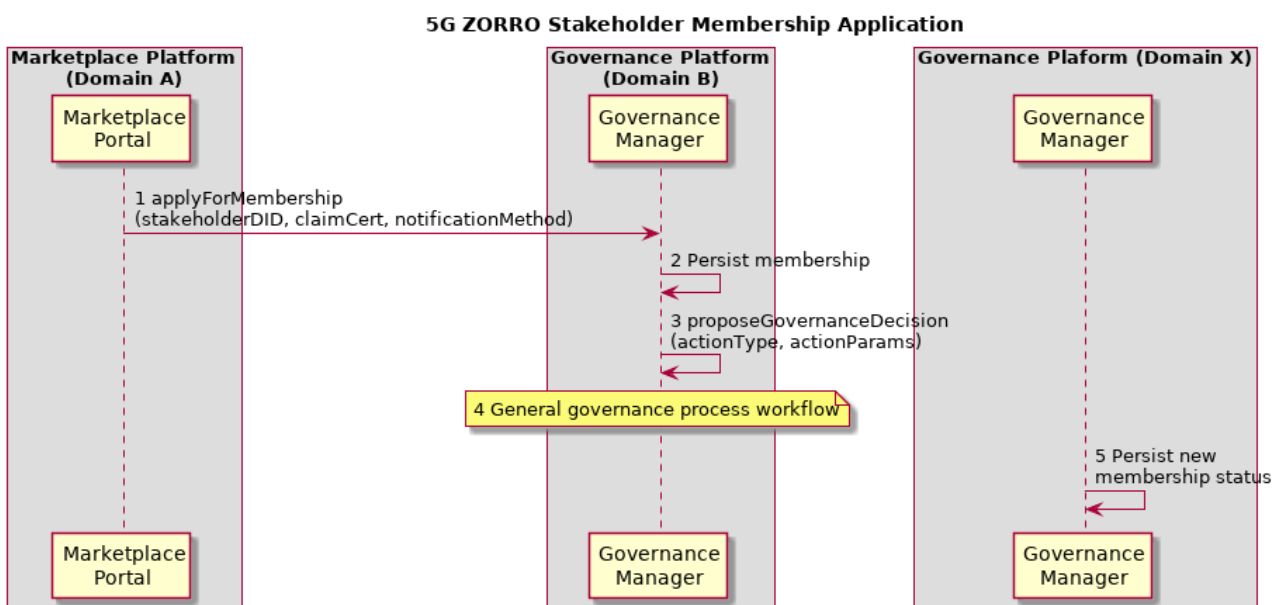 5G ZORRO Stakeholder Membership Application
Marketplace Platform
(Domain A)
Governance Platform
(Domain B)
Governance Plaform (Domain X)
Marketplace
Portal
Governance
Manager
Governance
Manager
1 applyForMembership
(stakeholderDID, claimCert, notificationMethod)
2 Persist membership
3 proposeGovernanceDecision
(actionType, actionParams)
4 General governance process workflow
5 Persist new
membership status
Marketplace
Portal
Governance
Manager
Governance
Manager